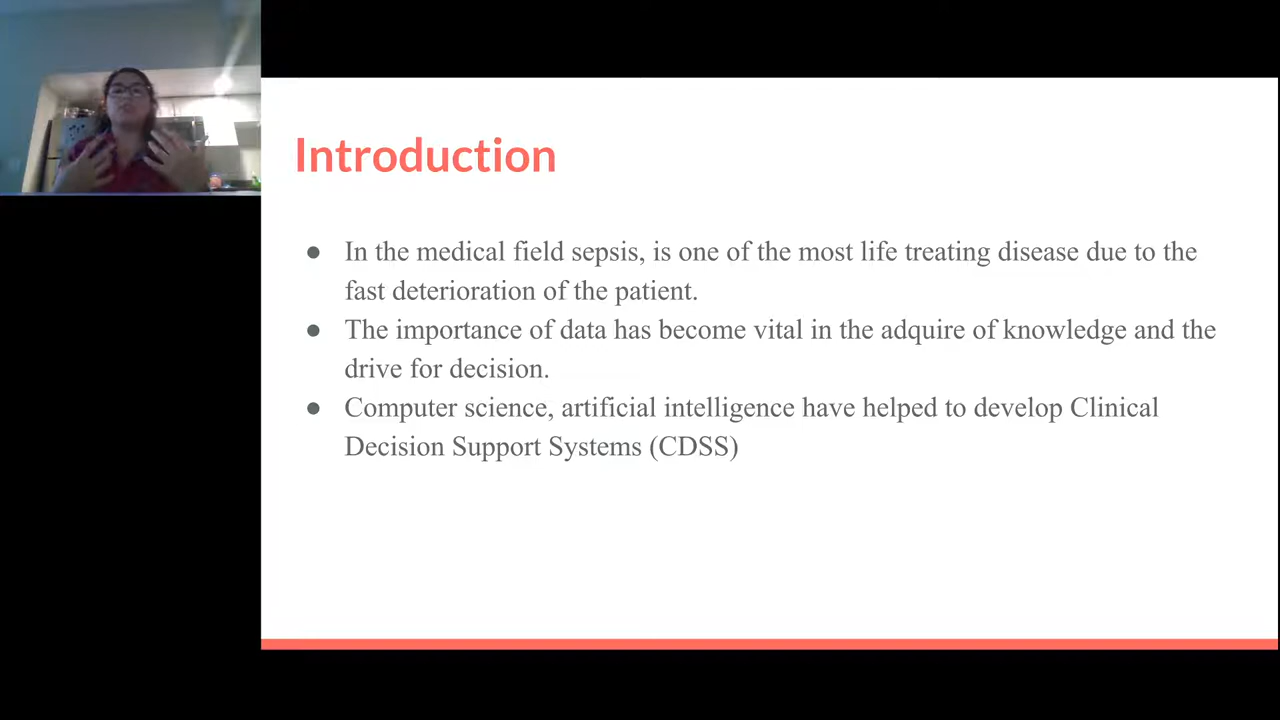 Introduction
● In the medical field sepsis, is one of the most life treating disease due to the
fast deterioration of the patient.
● The importance of data has become vital in the adquire of knowledge and the
drive for decision.
● Computer science, artificial intelligence have helped to develop Clinical
Decision Support Systems (CDSS)